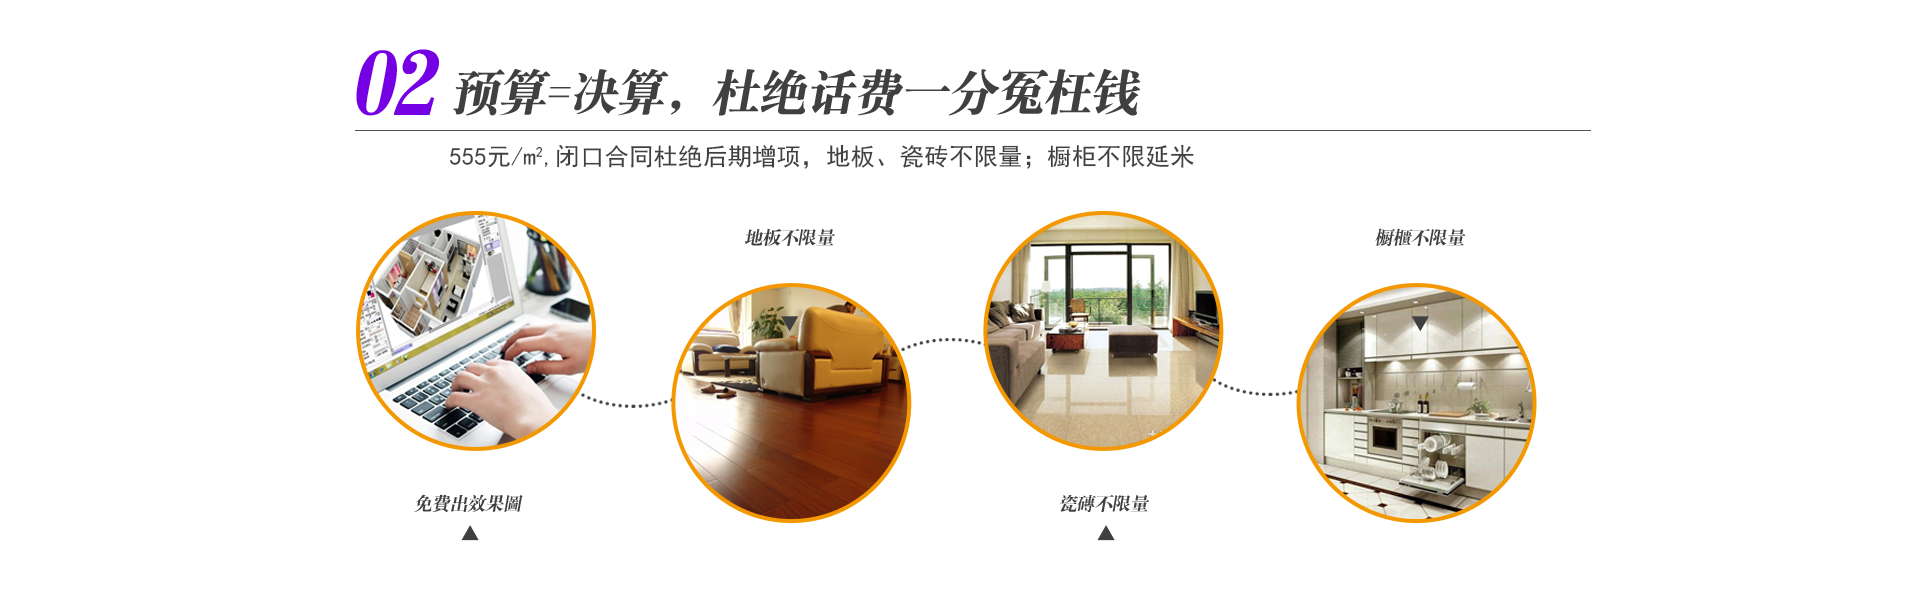 02 预算=决算，杜绝话费一分冤枉钱
555元/m²,闭口合同杜绝后期增项，地板、瓷砖不限量；橱柜不限延米
地板不限量
橱櫃不限量
免費出效果圖
瓷磚不限量